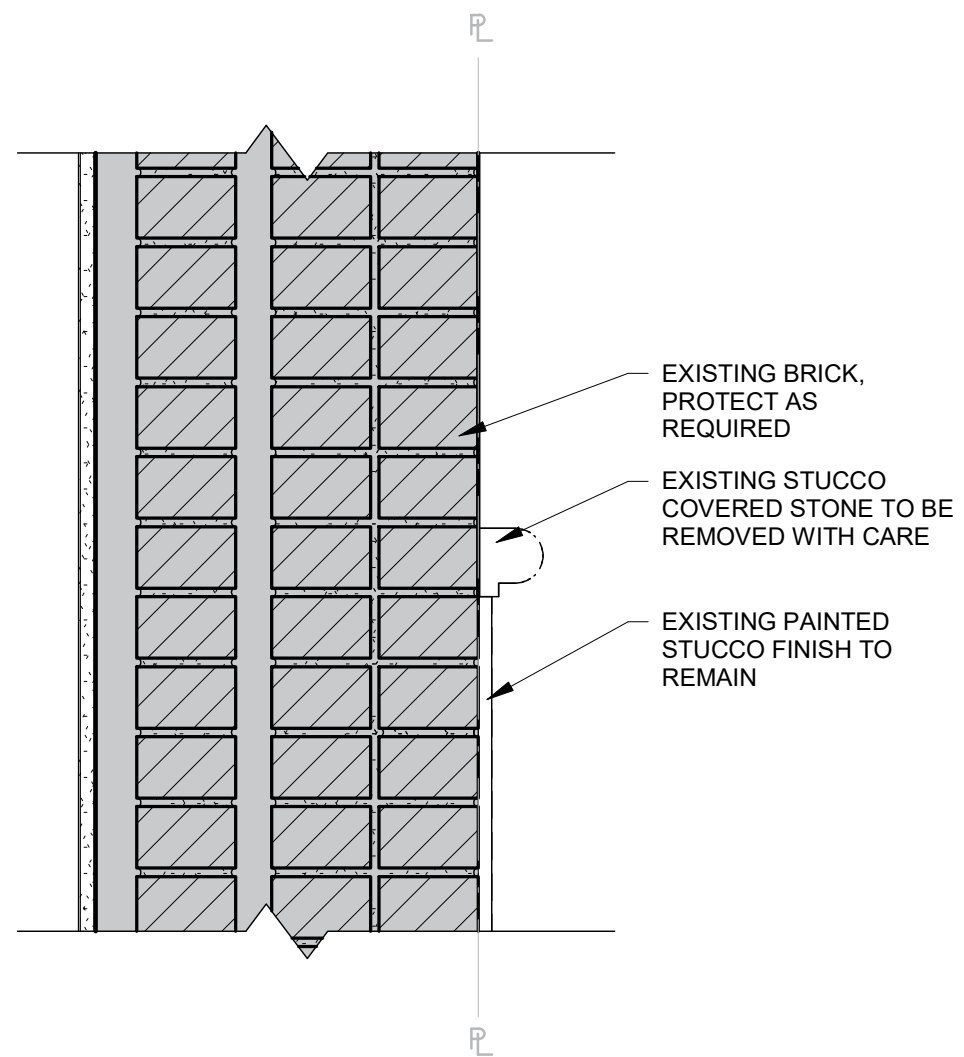 PL
EXISTING BRICK,
PROTECT AS
REQUIRED
EXISTING STUCCO
COVERED STONE TO BE
REMOVED WITH CARE
EXISTING PAINTED
STUCCO FINISH TO
REMAIN
PL